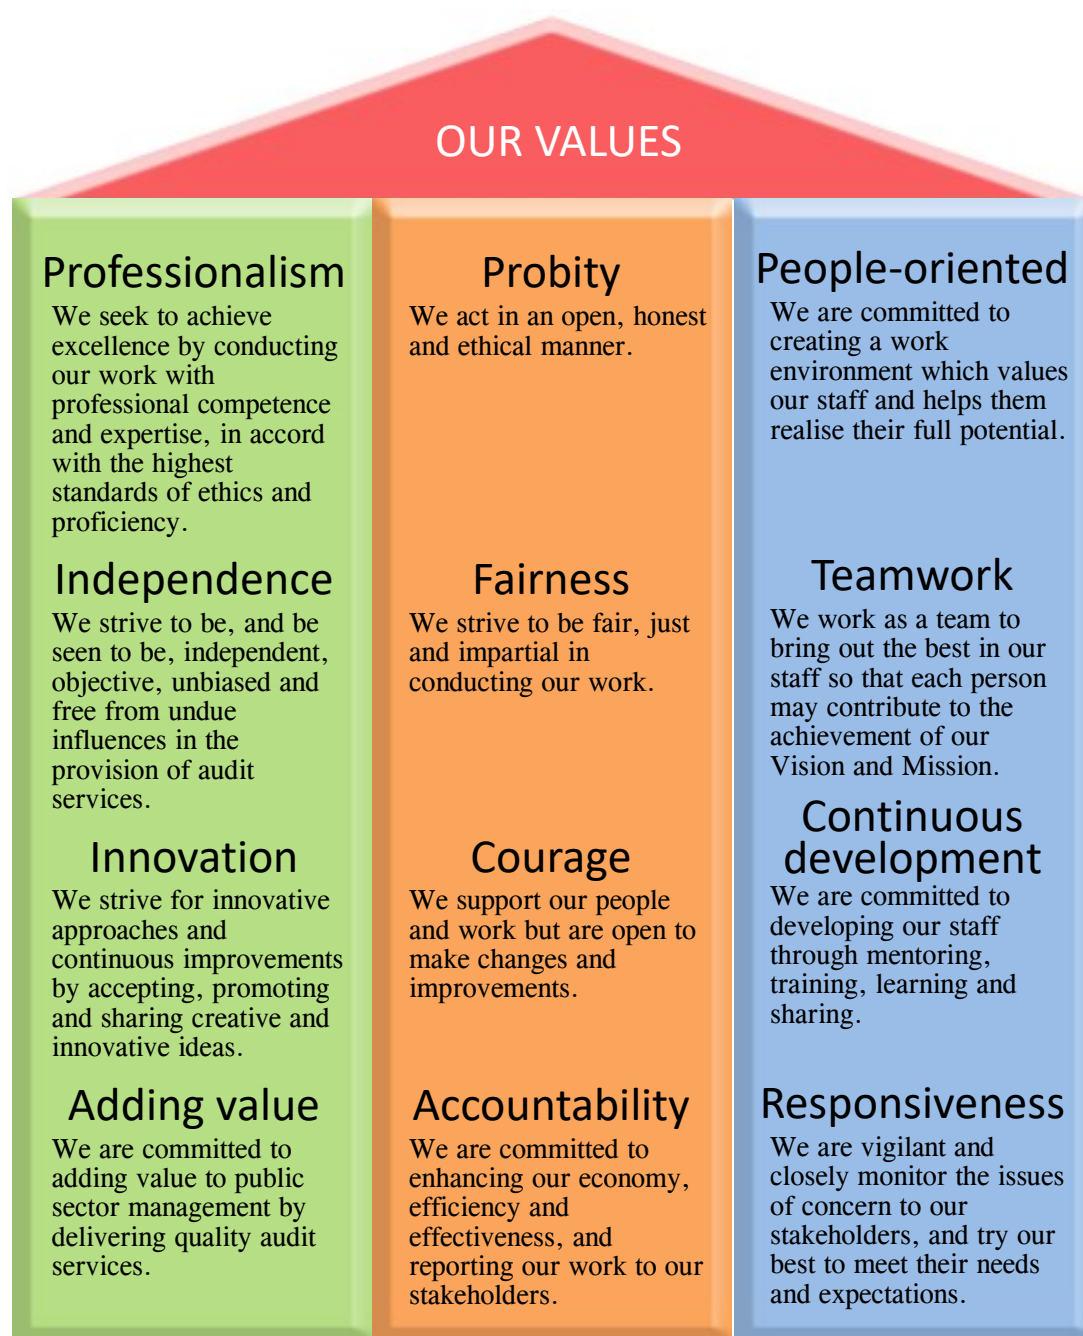 OUR VALUES
Professionalism
We seek to achieve
excellence by conducting
our work with
professional competence
and expertise, in accord
with the highest
standards of ethics and
proficiency.
Independence
We strive to be, and be
seen to be, independent,
objective, unbiased and
free from undue
influences in the
provision of audit
services.
Innovation
We strive for innovative
approaches and
continuous improvements
by accepting, promoting
and sharing creative and
innovative ideas.
Adding value
We are committed to
adding value to public
sector management by
delivering quality audit
services.
Probity
We act in an open, honest
and ethical manner.
Fairness
We strive to be fair, just
and impartial in
conducting our work.
Courage
We support our people
and work but are open to
make changes and
improvements.
Accountability
We are committed to
enhancing our economy,
efficiency and
effectiveness, and
reporting our work to our
stakeholders.
People-oriented
We are committed to
creating a work
environment which values
our staff and helps them
realise their full potential.
Teamwork
We work as a team to
bring out the best in our
staff so that each person
may contribute to the
achievement of our
Vision and Mission.
Continuous
development
We are committed to
developing our staff
through mentoring,
training, learning and
sharing.
Responsiveness
We are vigilant and
closely monitor the issues
of concern to our
stakeholders, and try our
best to meet their needs
and expectations.